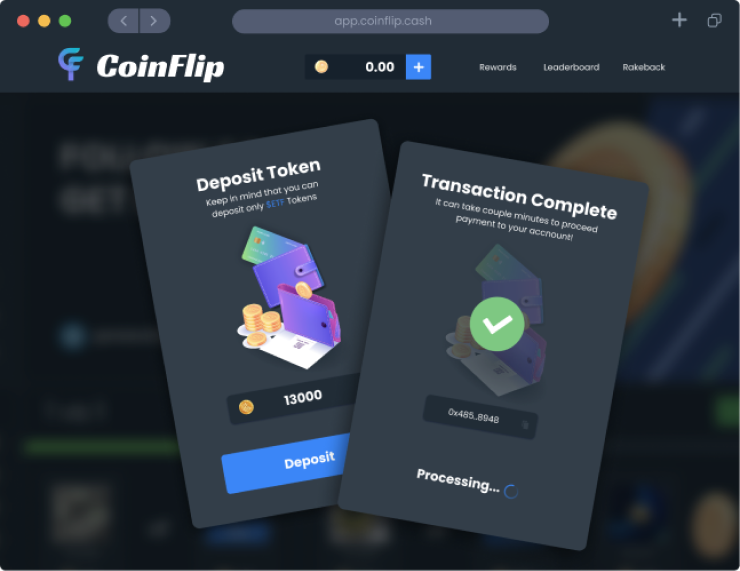 app.coinflip.cash
CoinFlip
0.00
Rewards
Leaderboard
Rakeback
Deposit Token
Keep in mind that you can
deposit only $ETF Tokens
13000
Deposit
Transaction Complete
It can take couple minutes to proceed
payment to your accnount!
0x485..8948
Processing...